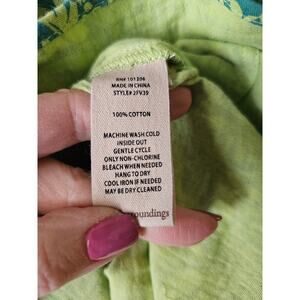 RN# 101306
MADE IN CHINA
STYLE# 2FV39
100% COTTON
MACHINE WASH COLD
INSIDE OUT
GENTLE CYCLE
ONLY NON-CHLORINE
BLEACH WHEN NEEDED
HANG TO DRY
COOL IRON IF NEEDED
MAY BE DRY CLEANED
roundings